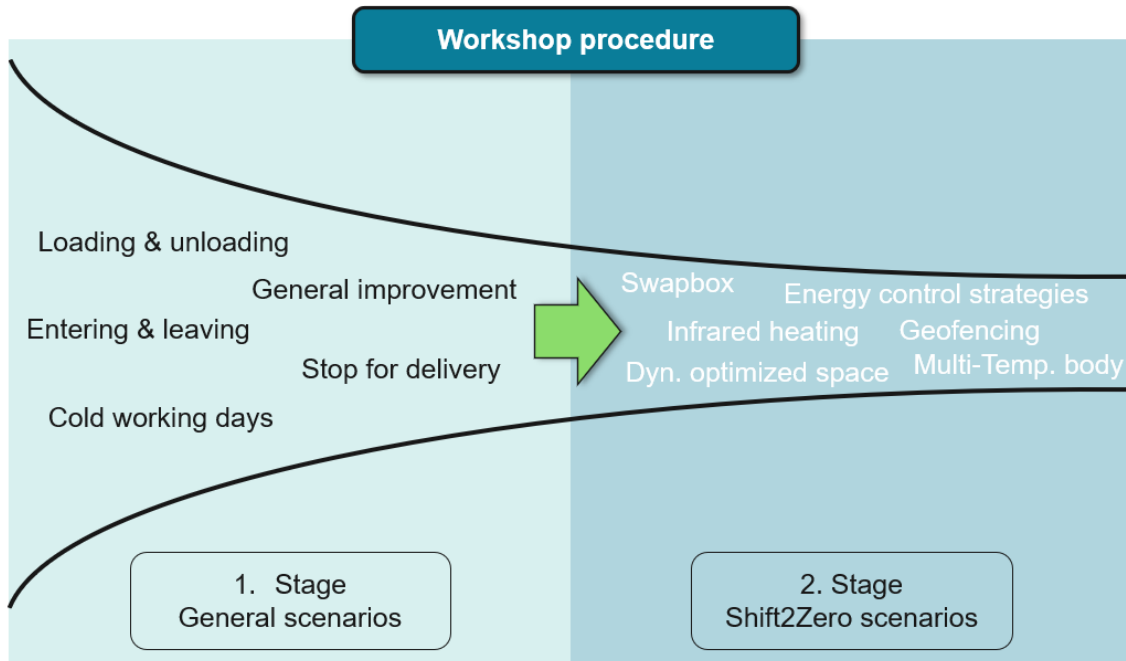 Workshop procedure
Loading & unloading
General improvement
Entering & leaving
Stop for delivery
Cold working days
Swapbox
Energy control strategies
Infrared heating
Geofencing
Dyn. optimized space
Multi-Temp. body
1. Stage
General scenarios
2. Stage
Shift2Zero scenarios